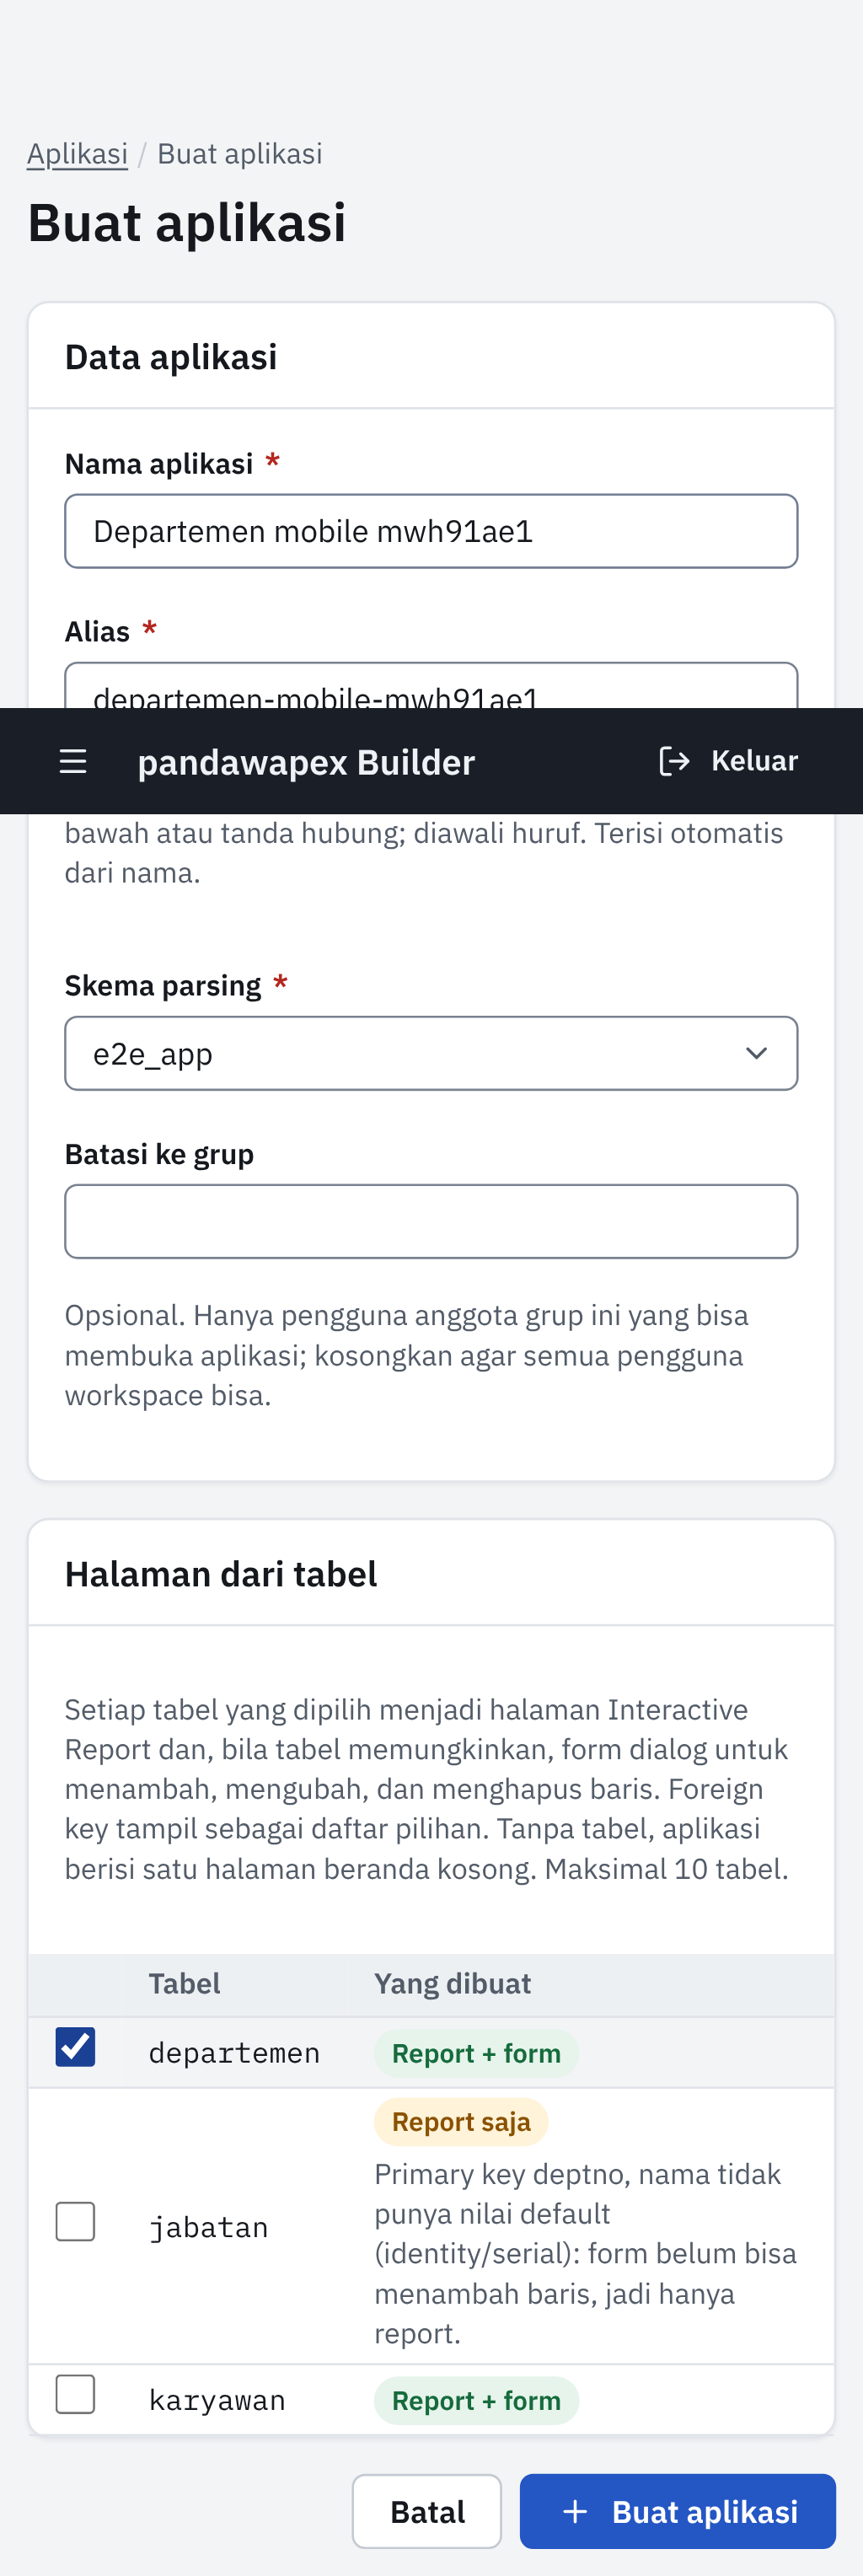 Aplikasi / Buat aplikasi
Buat aplikasi
Data aplikasi
Nama aplikasi *
Departemen mobile mwh91ae1
Alias *
departemen-mobile-mwh91ae1
pandawapex Builder
Keluar
bawah atau tanda hubung; diawali huruf. Terisi otomatis
dari nama.
Skema parsing *
e2e_app
Batasi ke grup
Opsional. Hanya pengguna anggota grup ini yang bisa
membuka aplikasi; kosongkan agar semua pengguna
workspace bisa.
Halaman dari tabel
Setiap tabel yang dipilih menjadi halaman Interactive
Report dan, bila tabel memungkinkan, form dialog untuk
menambah, mengubah, dan menghapus baris. Foreign
key tampil sebagai daftar pilihan. Tanpa tabel, aplikasi
berisi satu halaman beranda kosong. Maksimal 10 tabel.
Tabel Yang dibuat
departemen Report + form
Report saja
jabatan
Primary key deptno, nama tidak
punya nilai default
(identity/serial): form belum bisa
menambah baris, jadi hanya
report.
karyawan Report + form
Batal
+ Buat aplikasi